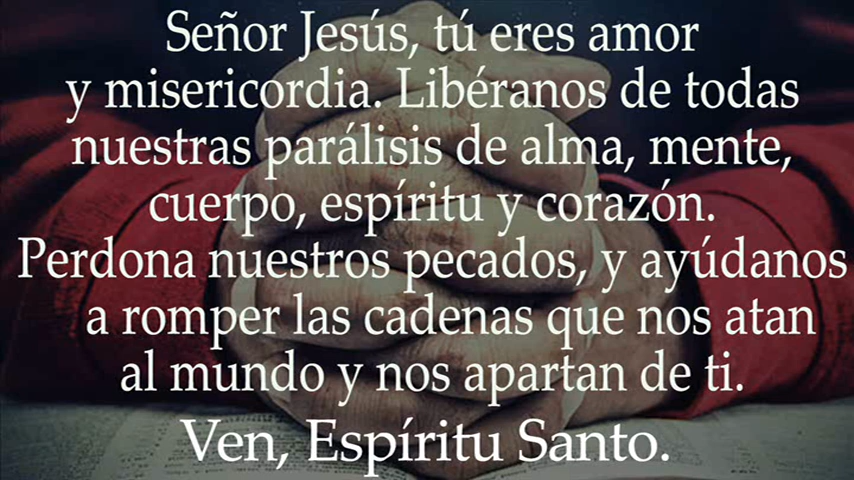 Señor Jesús, tú eres amor
y misericordia. Libéranos de todas
nuestras parálisis de alma, mente,
cuerpo, espíritu y corazón.
Perdona nuestros pecados, y ayúdanos
a romper las cadenas que nos atan
al mundo y nos apartan de ti.
Ven, Espíritu Santo.